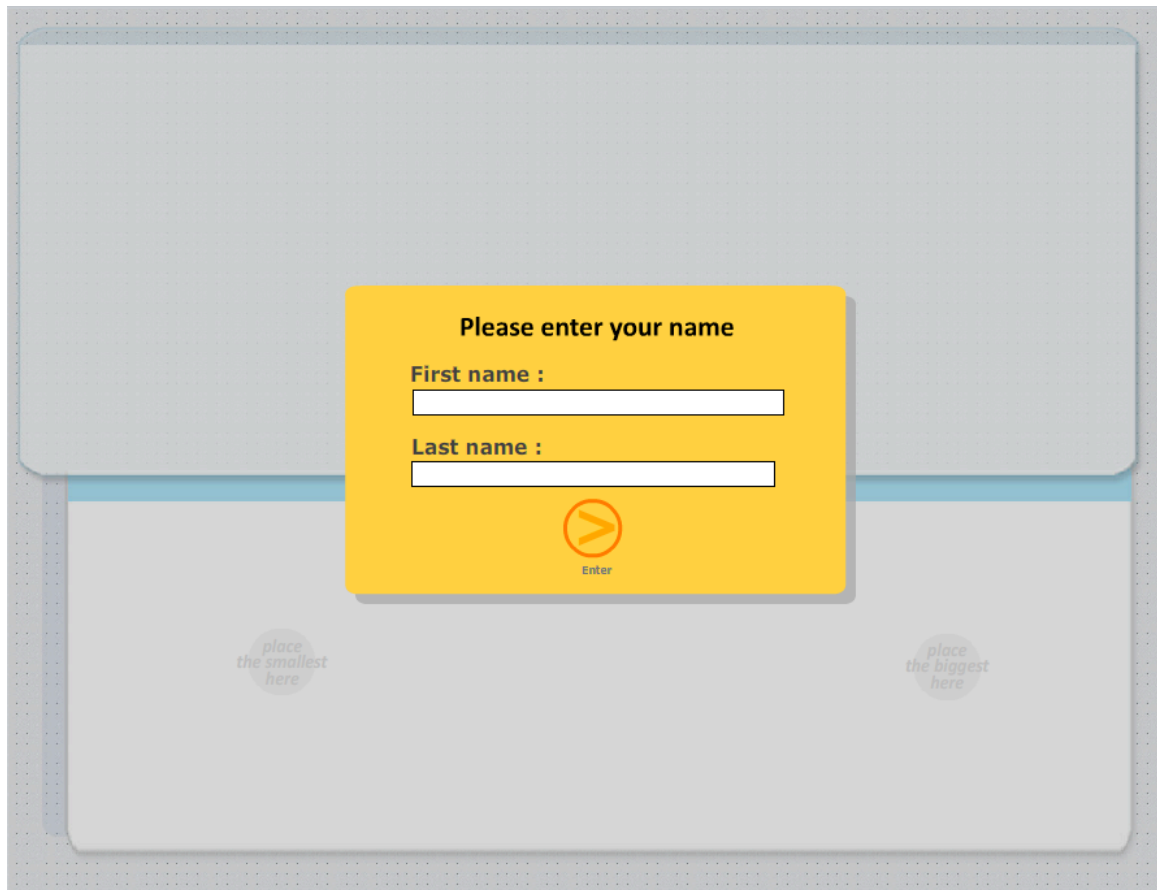 Please enter your name
First name :
Last name :
>
Enter
place
the smallest
here
place
the biggest
here